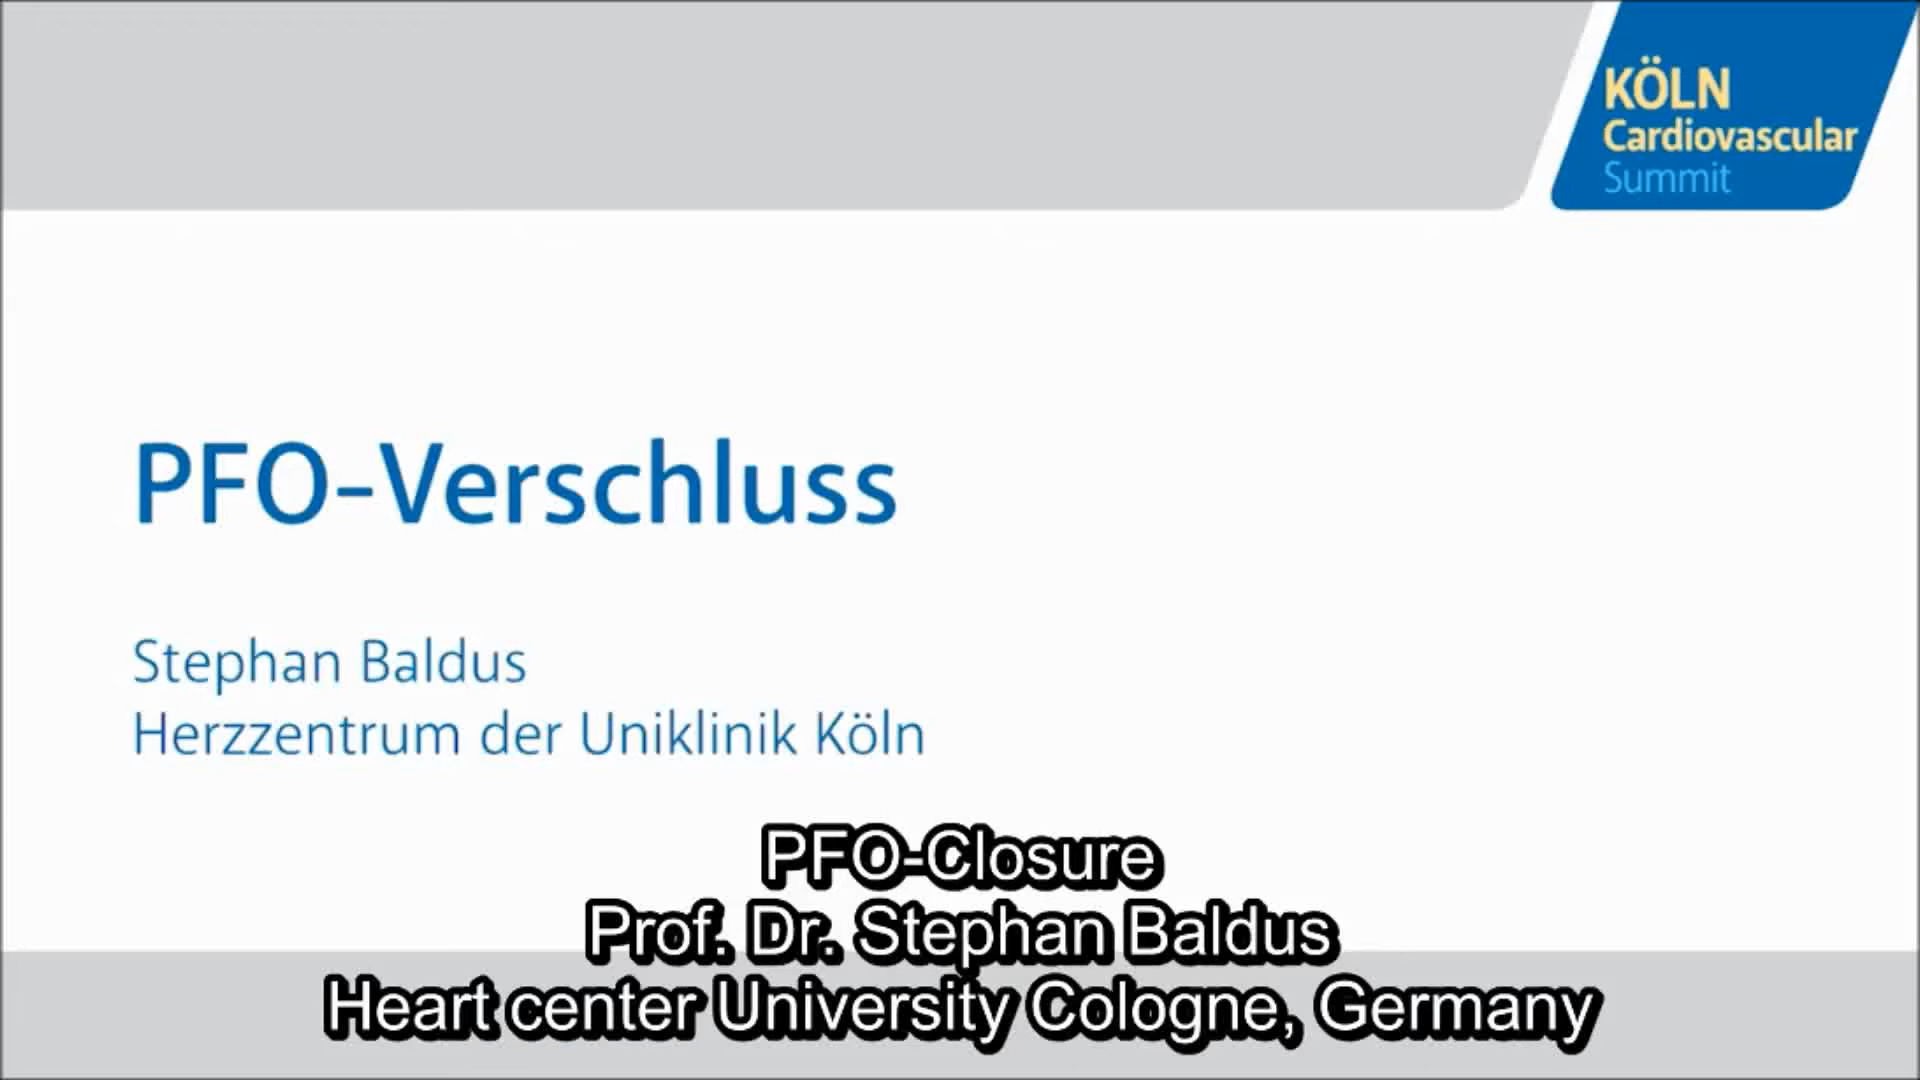 KÖLN
Cardiovascular
Summit
PFO-Verschluss
Stephan Baldus
Herzzentrum der Uniklinik Köln
PFO-Closure
Prof. Dr. Stephan Baldus
Heart center University Cologne, Germany